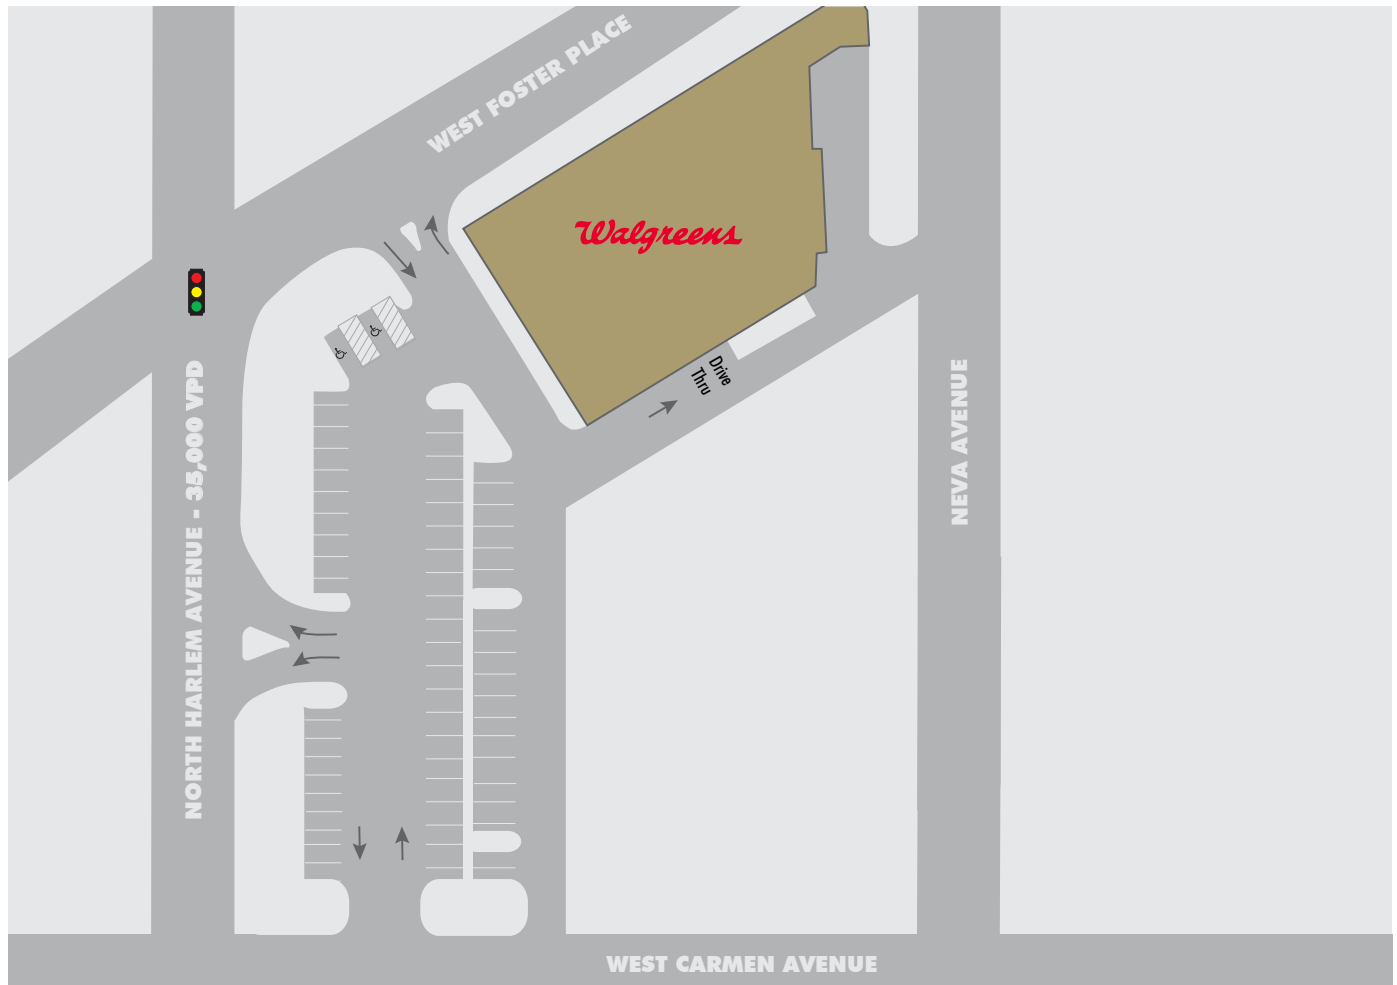 WEST FOSTER PLACE
Walgreens
Drive
Thru
NORTH HARLEM AVENUE - 35,000 VPD
NEVA AVENUE
WEST CARMEN AVENUE